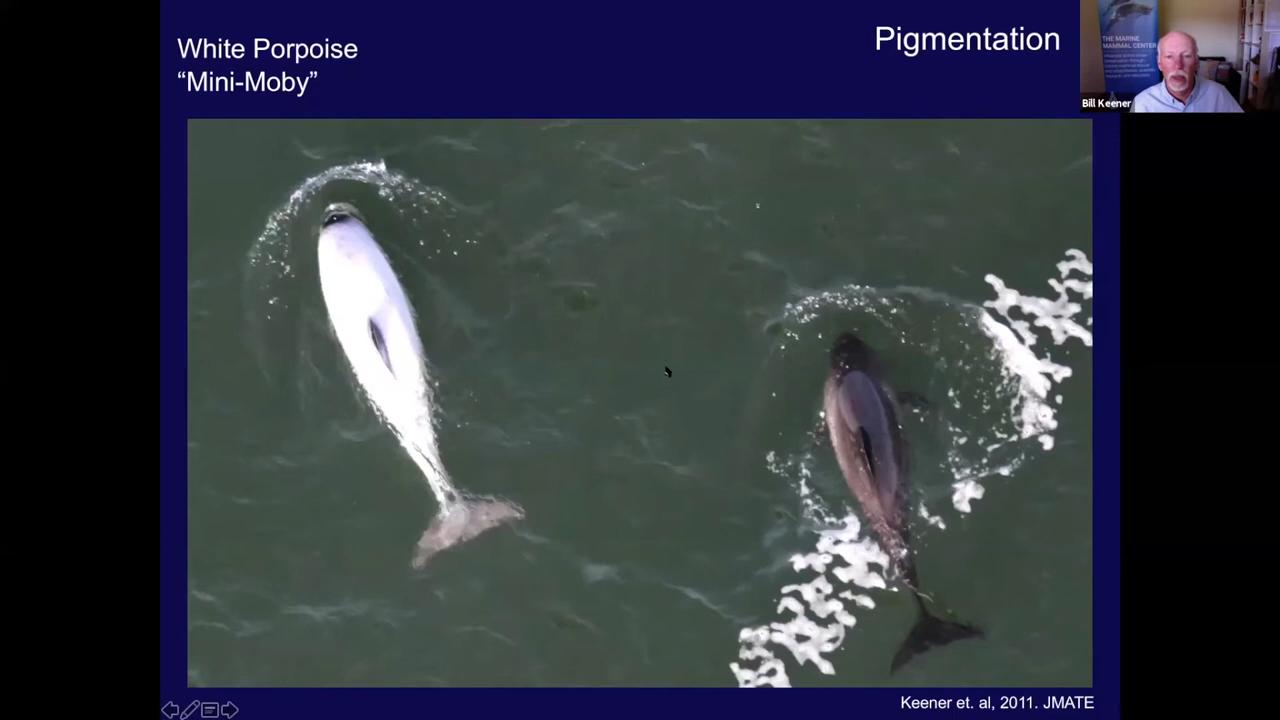 White Porpoise
“Mini-Moby”
Pigmentation
THE MARINE
MAMMAL CENTER
Bill Keener
Keener et. al, 2011. JMATE